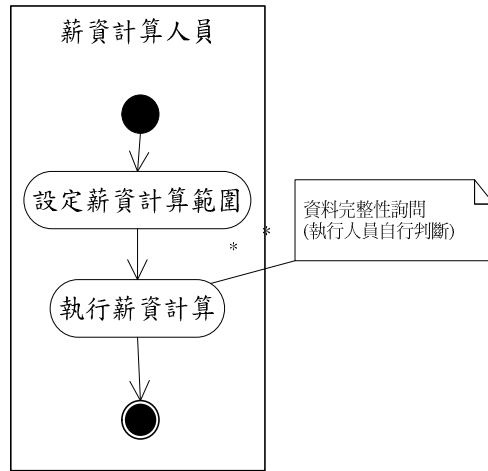 薪資計算人員
設定薪資計算範圍
資料完整性詢問
(執行人員自行判斷)
*
*
執行薪資計算